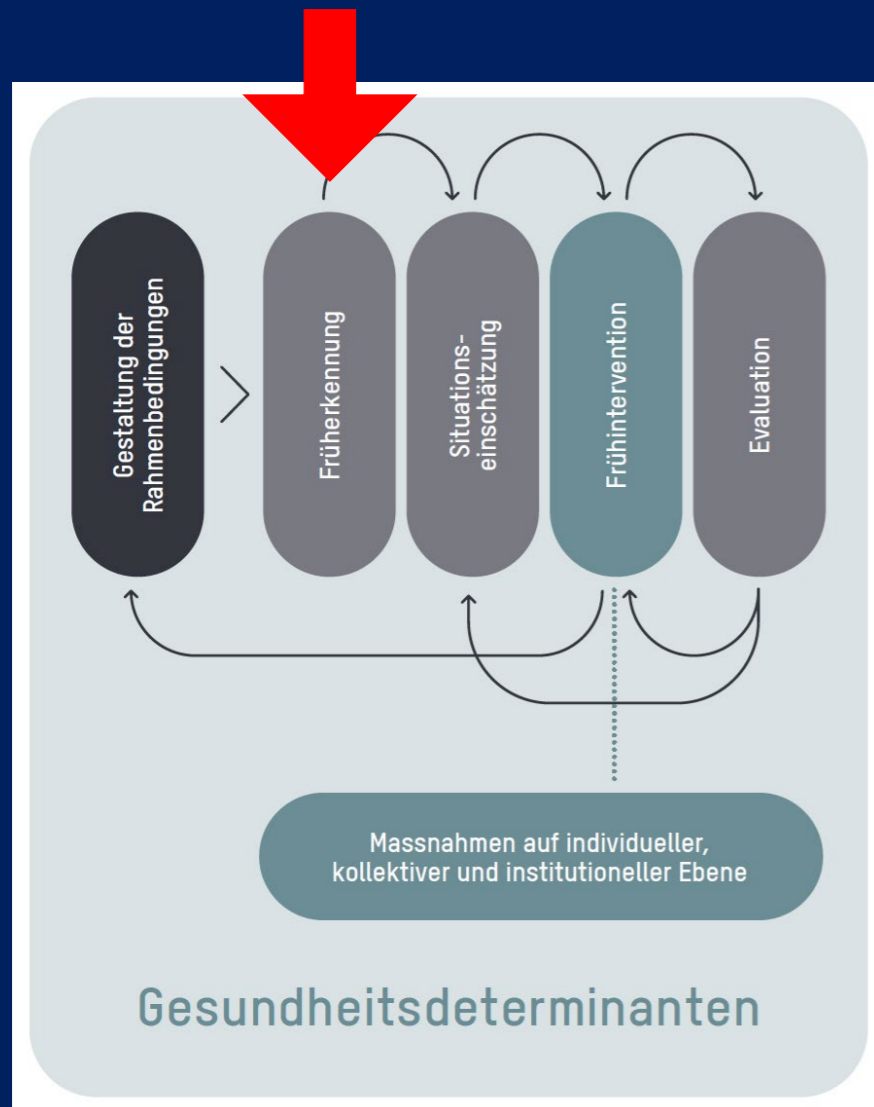 Gestaltung der
Rahmenbedingungen
Früherkennung
Situations-
einschätzung
Frühintervention
Evaluation
Massnahmen auf individueller,
kollektiver und institutioneller Ebene
Gesundheitsdeterminanten